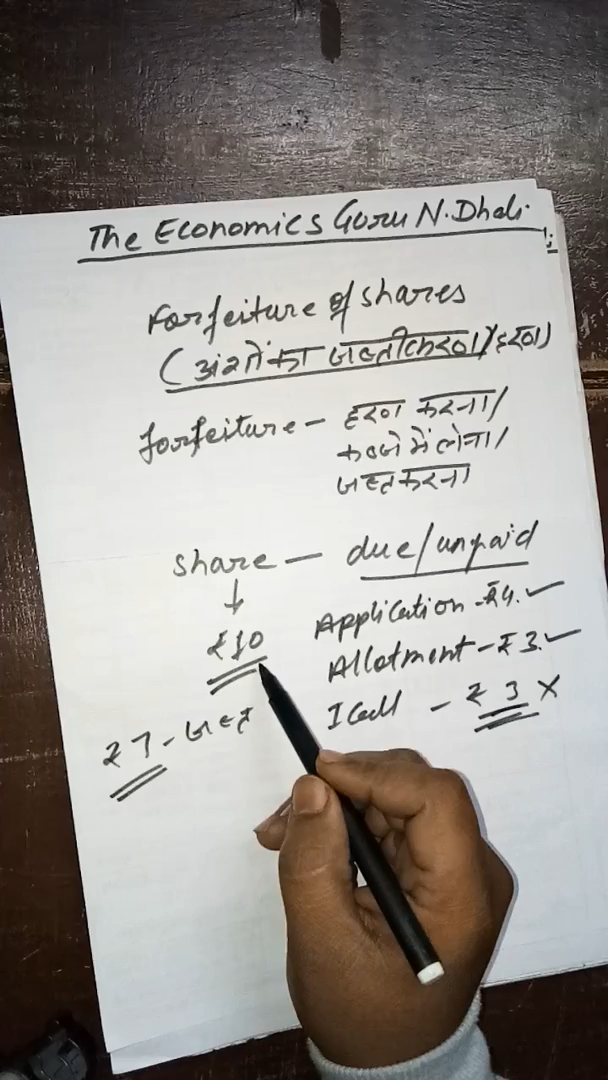 The Economics Guru N. Dhali.
Forfeiture of shares
(अंशों का जब्तीकरण/हरण)
forfeiture - हरण करना/
कब्जे में लेना/
जब्त करना
share - due/unpaid
↓
₹10
Application - ₹4. ✓
Allotment - ₹3. ✓
I Call - ₹ 3 X
₹7 - जब्त